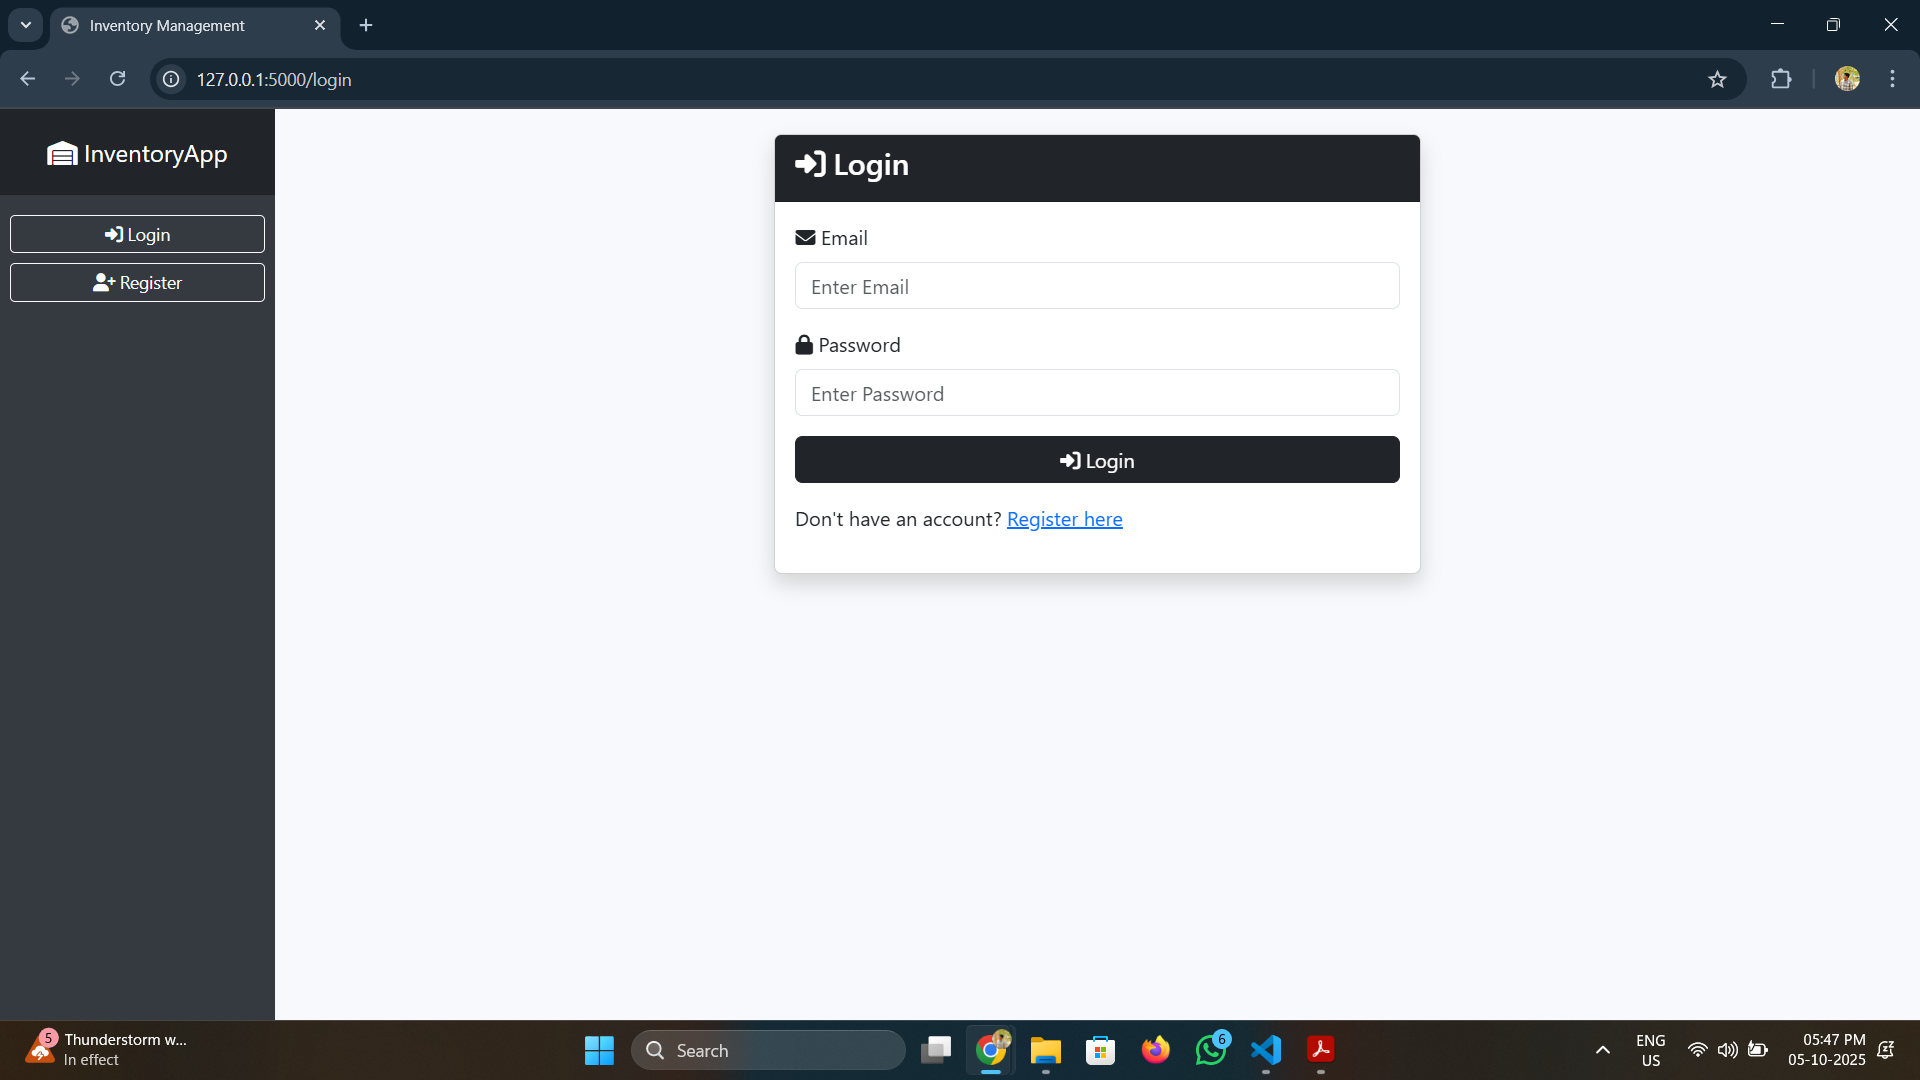 Inventory Management
127.0.0.1:5000/login
InventoryApp
Login
Register
Login
Email
Enter Email
Password
Enter Password
Login
Don't have an account? Register here
5
Thunderstorm w...
In effect
Search
6
ENG
US
05:47 PM
05-10-2025